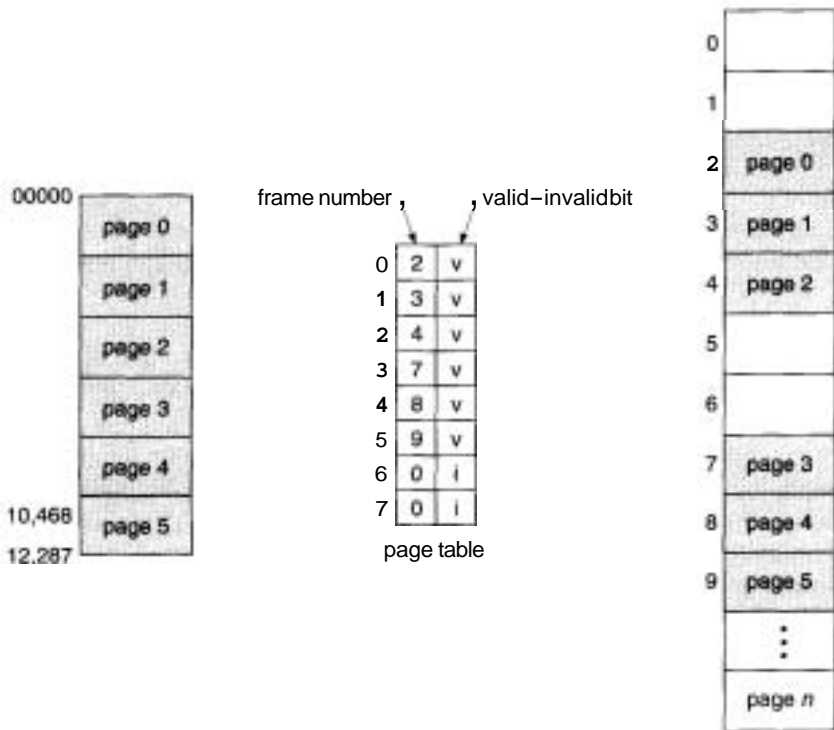 00000
page 0
page 1
page 2
page 3
page 4
10,468
page 5
12.287
frame number , , valid-invalidbit
0 2 v
1 3 v
2 4 v
3 7 v
4 8 v
5 9 v
6 0 i
7 0 i
page table
0
1
2 page 0
3 page 1
4 page 2
5
6
7 page 3
8 page 4
9 page 5
page n